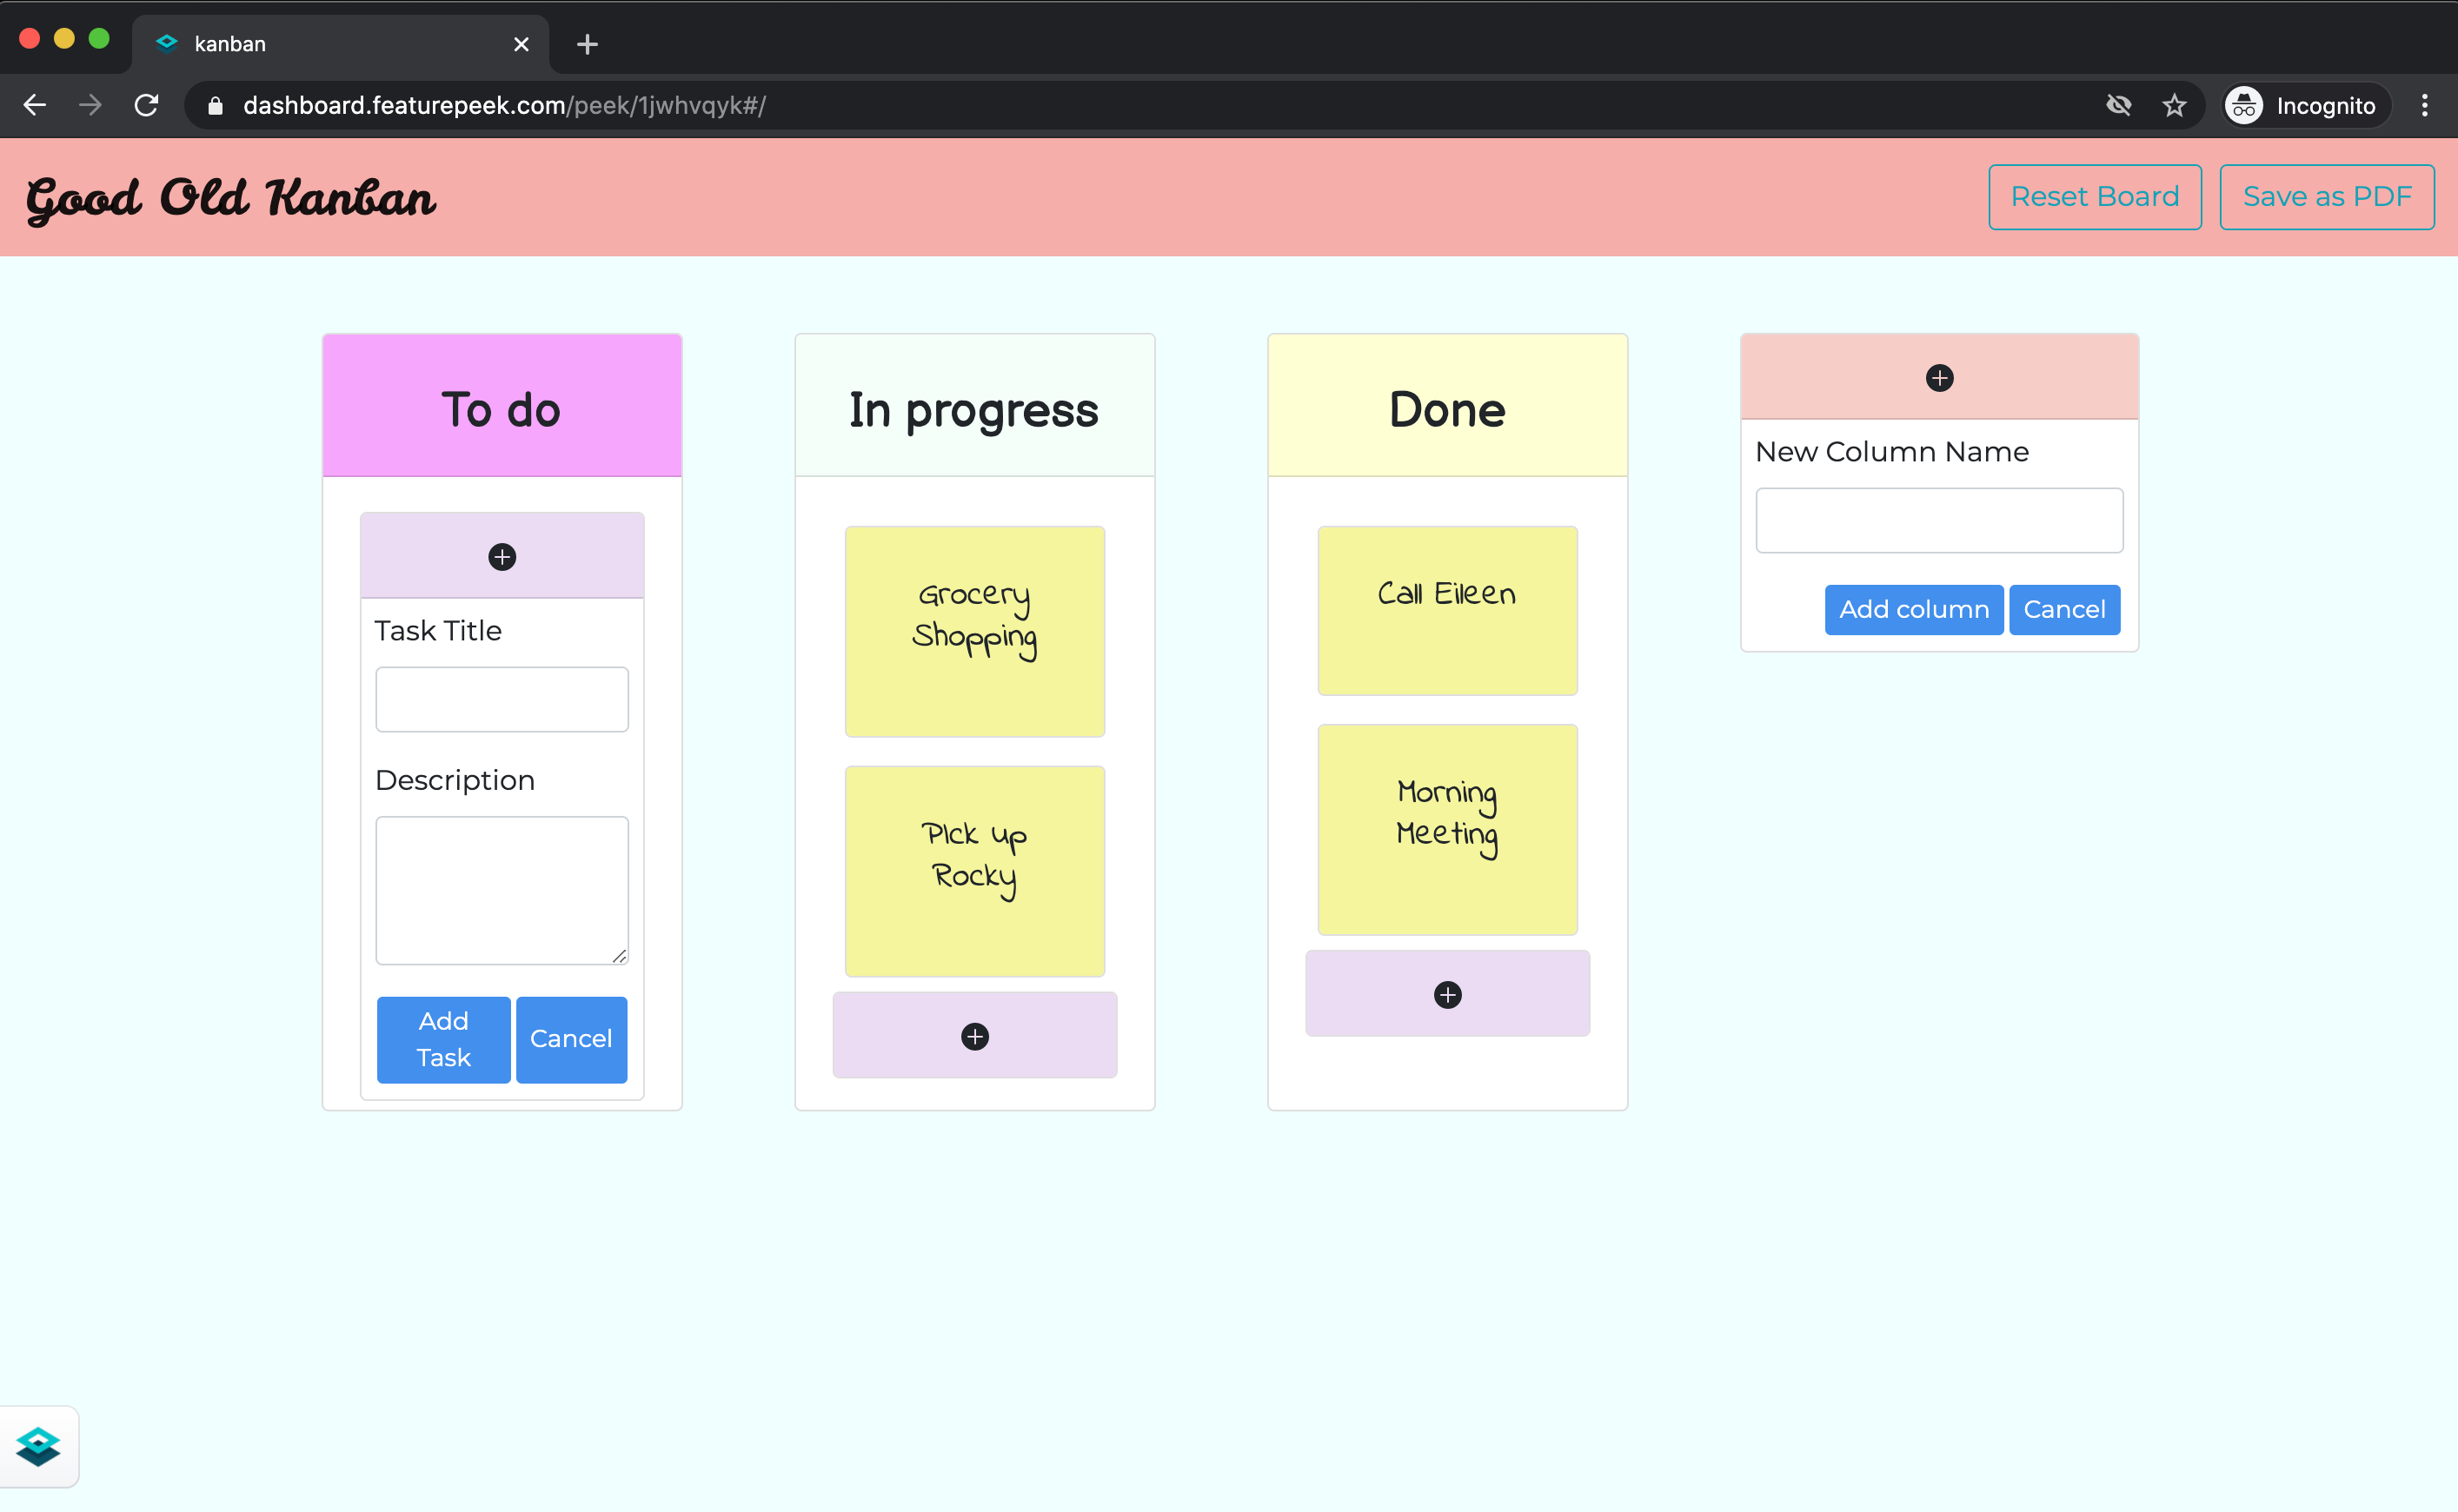 kanban
dashboard.featurepeek.com/peek/1jwhvqyk#/
Incognito
Good Old Kanban
Reset Board
Save as PDF
To do
Task Title
Description
Add
Task
Cancel
In progress
Grocery
Shopping
PIck up
Rocky
Done
Call Eileen
Morning
Meeting
New Column Name
Add column
Cancel